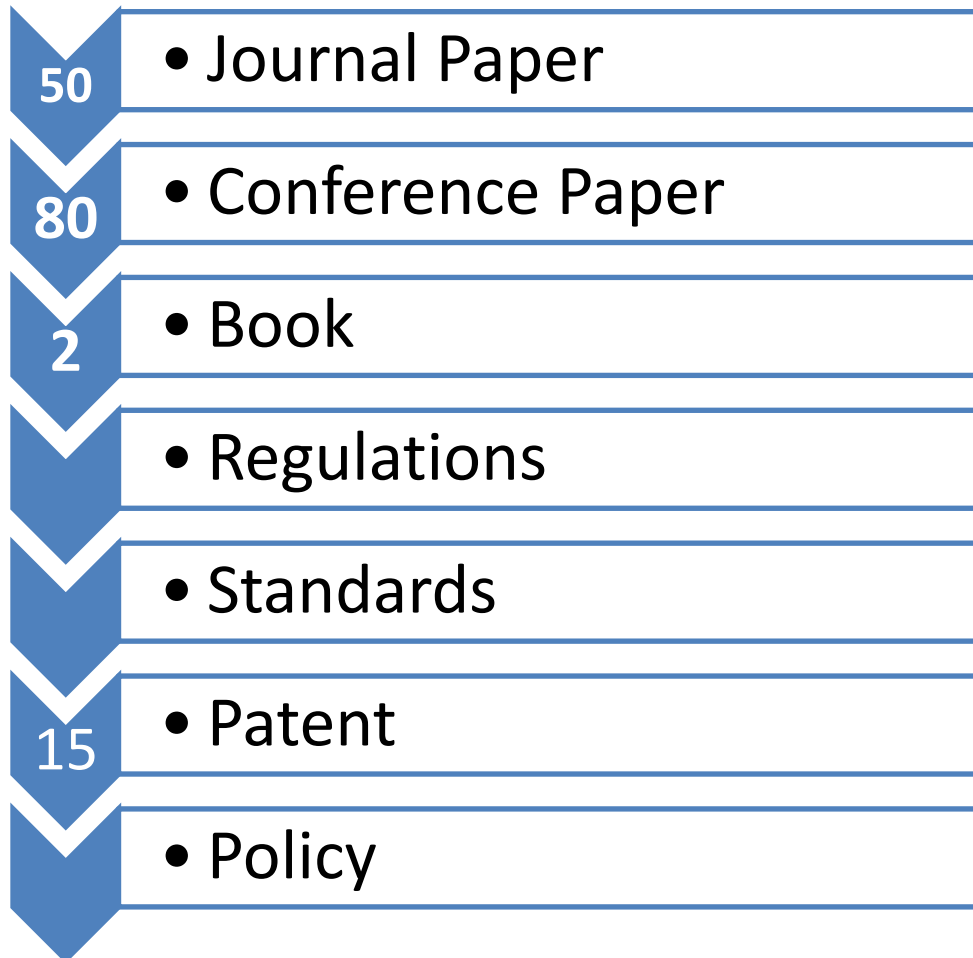 50
• Journal Paper
80
• Conference Paper
2
• Book
• Regulations
• Standards
15
• Patent
• Policy